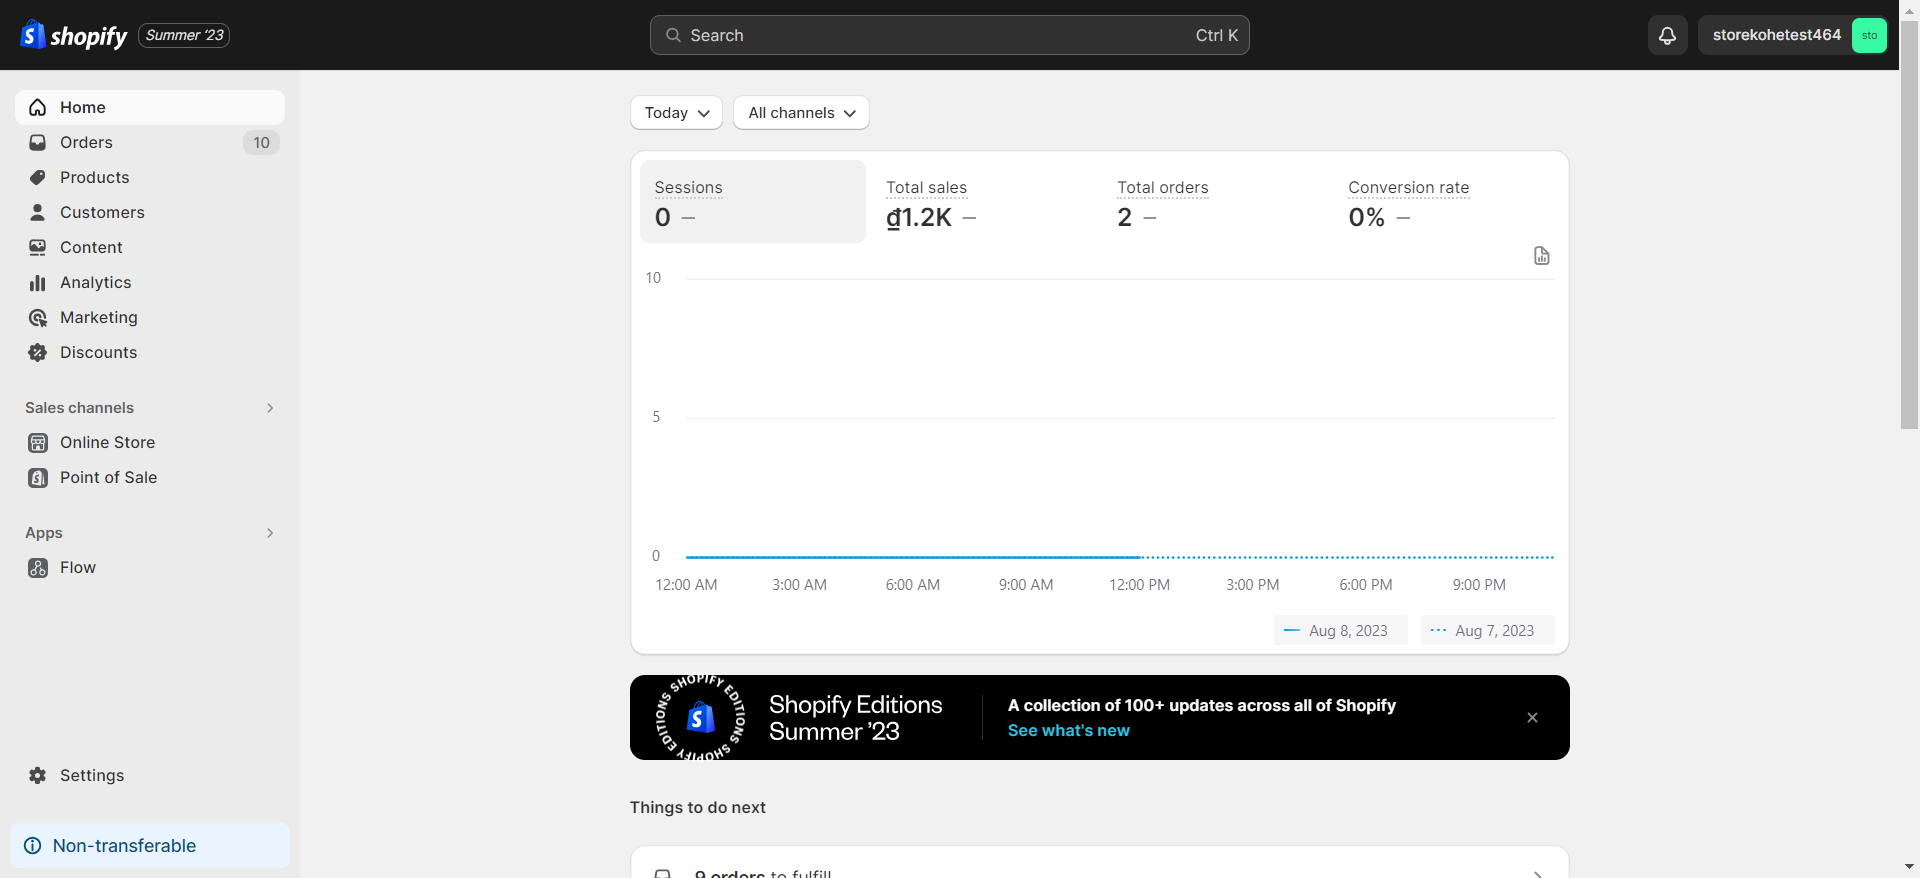 shopify Summer '23
Search Ctrl K
storekohetest464 sto
Home
Orders 10
Products
Customers
Content
Analytics
Marketing
Discounts
Sales channels
Online Store
Point of Sale
Apps
Flow
Settings
Non-transferable
Today All channels
Sessions Total sales Total orders Conversion rate
0 — ₫1.2K — 2 — 0% —
10
5
0
12:00 AM 3:00 AM 6:00 AM 9:00 AM 12:00 PM 3:00 PM 6:00 PM 9:00 PM
Aug 8, 2023 Aug 7, 2023
SHOPIFY EDITIONS SHOPIFY EDITIONS
Shopify Editions
Summer '23
A collection of 100+ updates across all of Shopify
See what's new
Things to do next
9 orders to fulfill